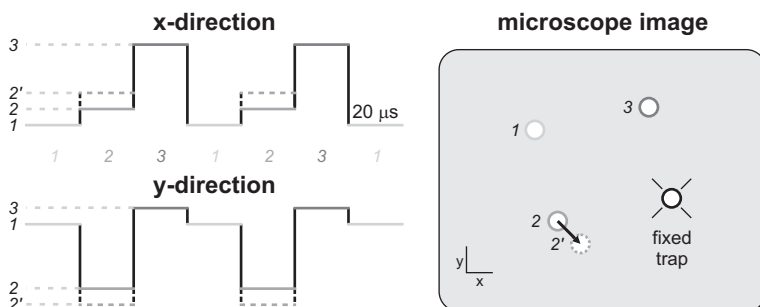 x-direction
3
2'
2
1
20 μs
1 2 3 1 2 3 1
y-direction
3
1
2
2'
microscope image
1
3
2
2'
fixed
trap
y
x